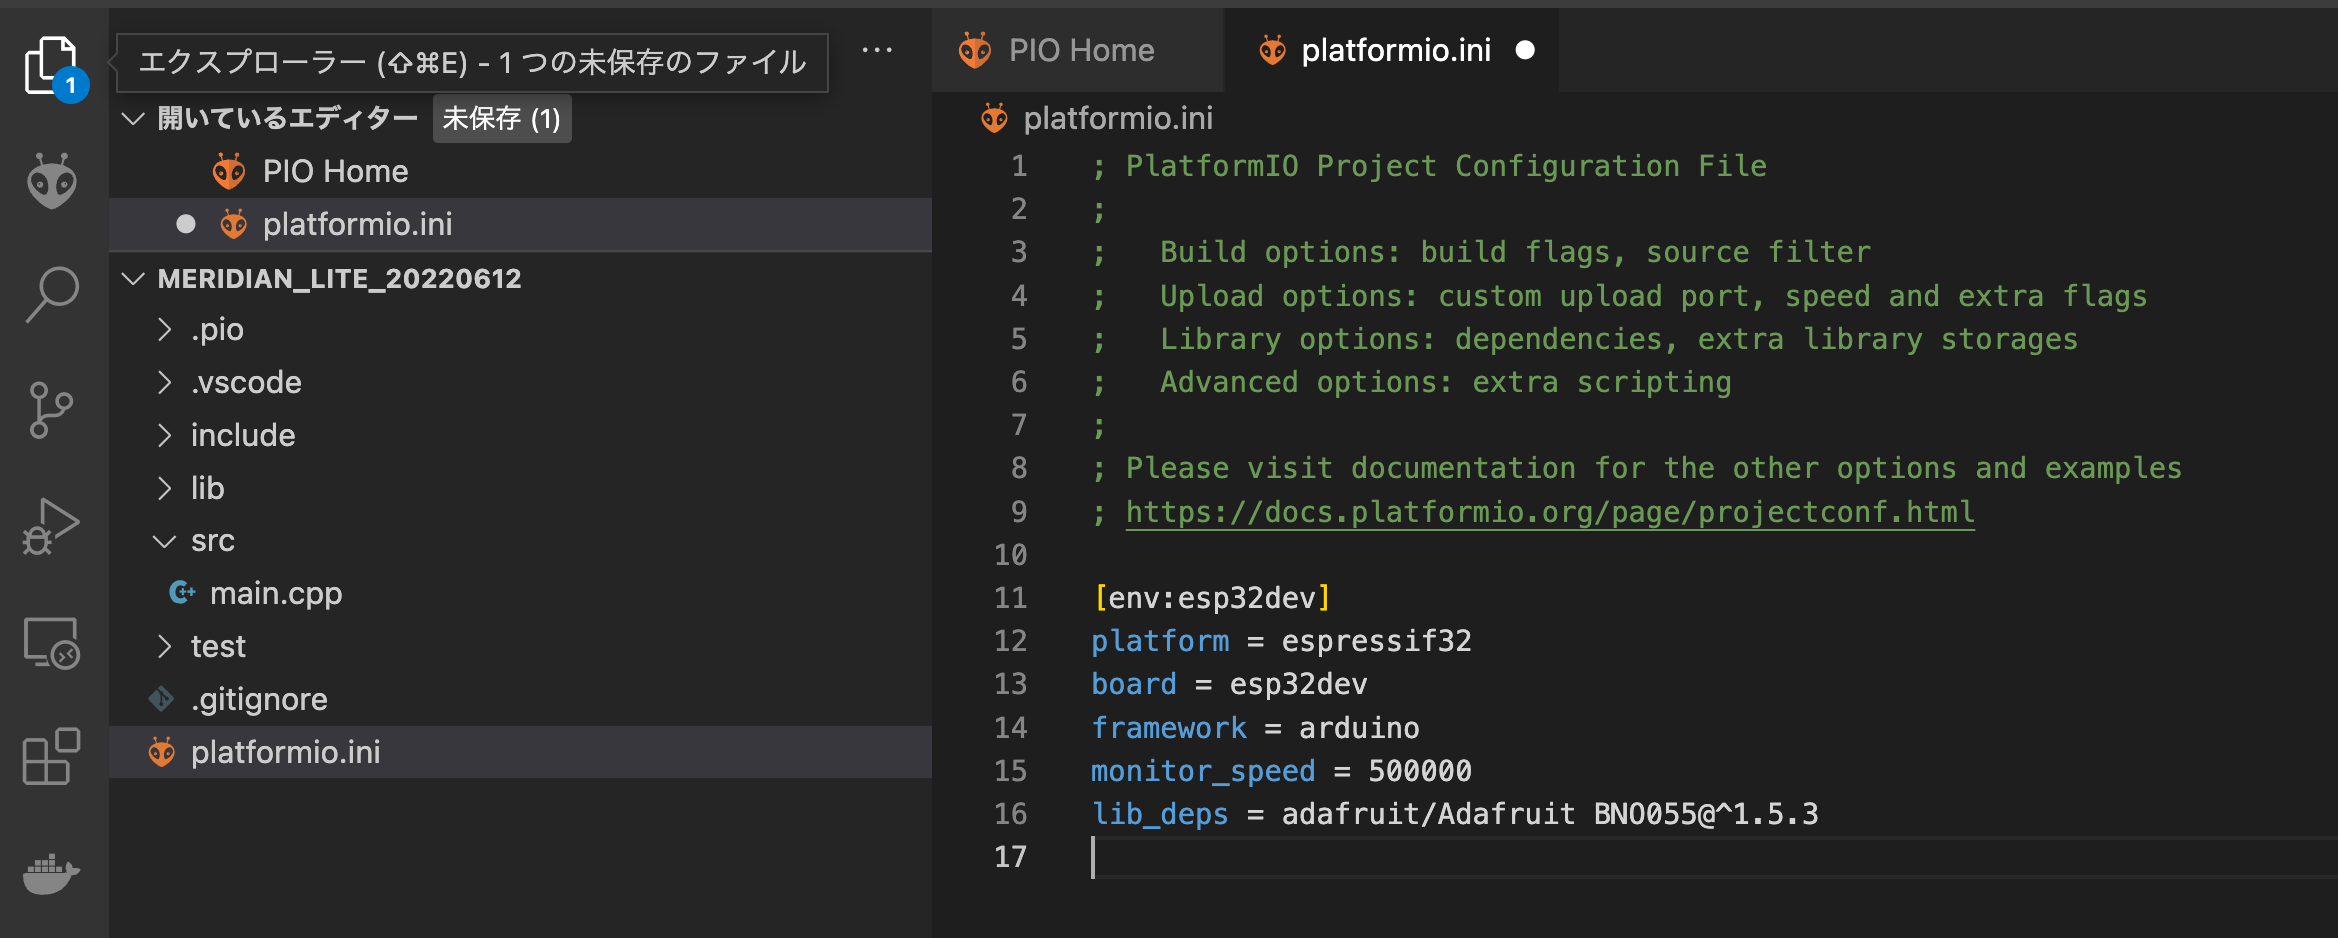 エクスプローラー (⇧⌘E) - 1 つの未保存のファイル
1
開いているエディター 未保存 (1)
PIO Home
platformio.ini
MERIDIAN_LITE_20220612
.pio
.vscode
include
lib
src
main.cpp
test
.gitignore
platformio.ini
PIO Home
platformio.ini
platformio.ini
1 ; PlatformIO Project Configuration File
2 ;
3 ;   Build options: build flags, source filter
4 ;   Upload options: custom upload port, speed and extra flags
5 ;   Library options: dependencies, extra library storages
6 ;   Advanced options: extra scripting
7 ;
8 ; Please visit documentation for the other options and examples
9 ; https://docs.platformio.org/page/projectconf.html
10
11 [env:esp32dev]
12 platform = espressif32
13 board = esp32dev
14 framework = arduino
15 monitor_speed = 500000
16 lib_deps = adafruit/Adafruit BNO055@^1.5.3
17